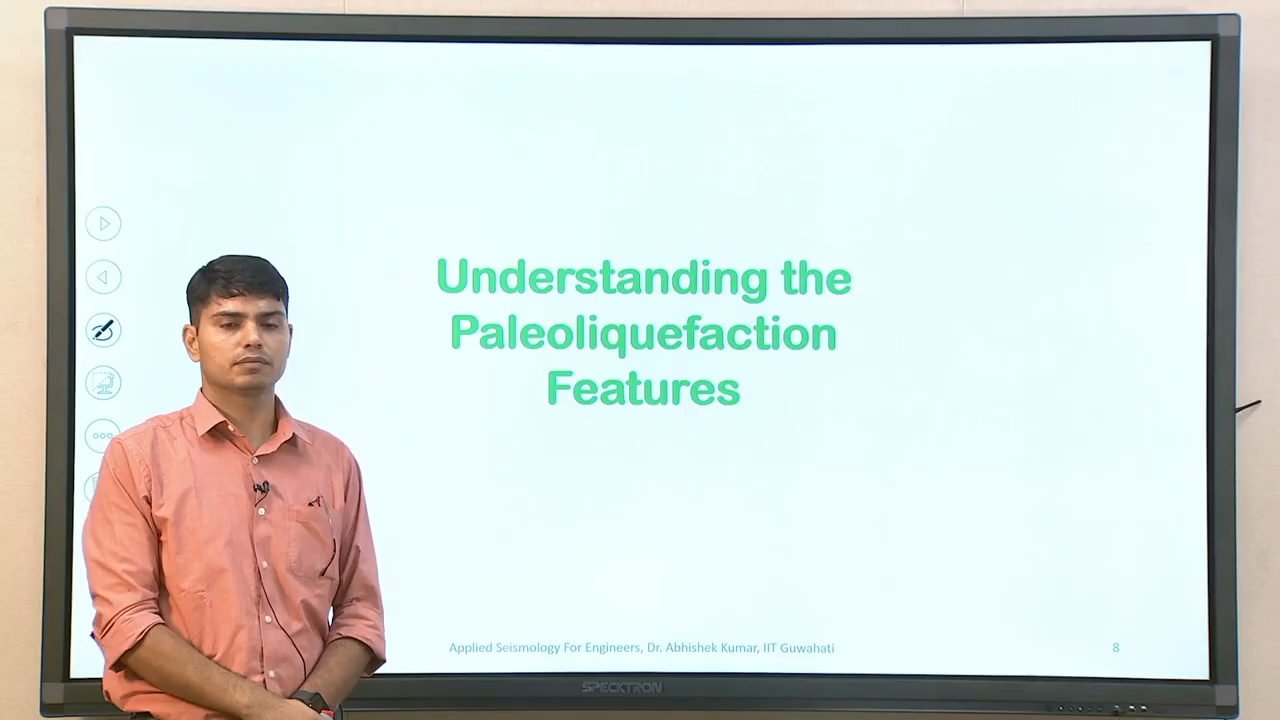 Understanding the
Paleoliquefaction
Features
Applied Seismology For Engineers, Dr. Abhishek Kumar, IIT Guwahati
8
SPECKTRON